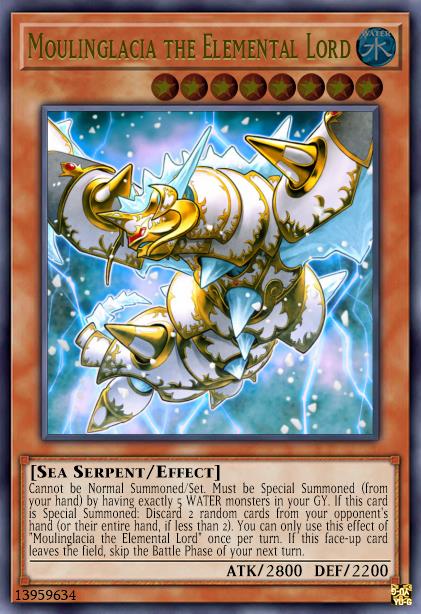 Moulinglacia the Elemental Lord
WATER
水
[Sea Serpent/Effect]
Cannot be Normal Summoned/Set. Must be Special Summoned (from
your hand) by having exactly 5 WATER monsters in your GY. If this card
is Special Summoned: Discard 2 random cards from your opponent's
hand (or their entire hand, if less than 2). You can only use this effect of
"Moulinglacia the Elemental Lord" once per turn. If this face-up card
leaves the field, skip the Battle Phase of your next turn.
ATK/2800 DEF/2200
13959634